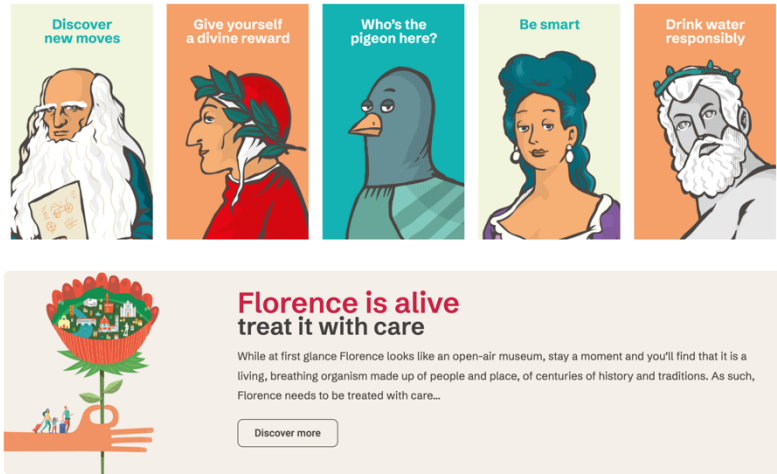 Discover
new moves
Give yourself
a divine reward
Who's the
pigeon here?
Be smart
Drink water
responsibly
Florence is alive
treat it with care
While at first glance Florence looks like an open-air museum, stay a moment and you'll find that it is a
living, breathing organism made up of people and place, of centuries of history and traditions. As such,
Florence needs to be treated with care...
Discover more